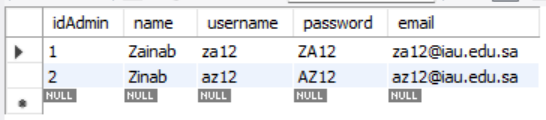 idAdmin name username password email
1 Zainab za12 ZA12 za12@iau.edu.sa
2 Zinab az12 AZ12 az12@iau.edu.sa
NULL NULL NULL NULL NULL